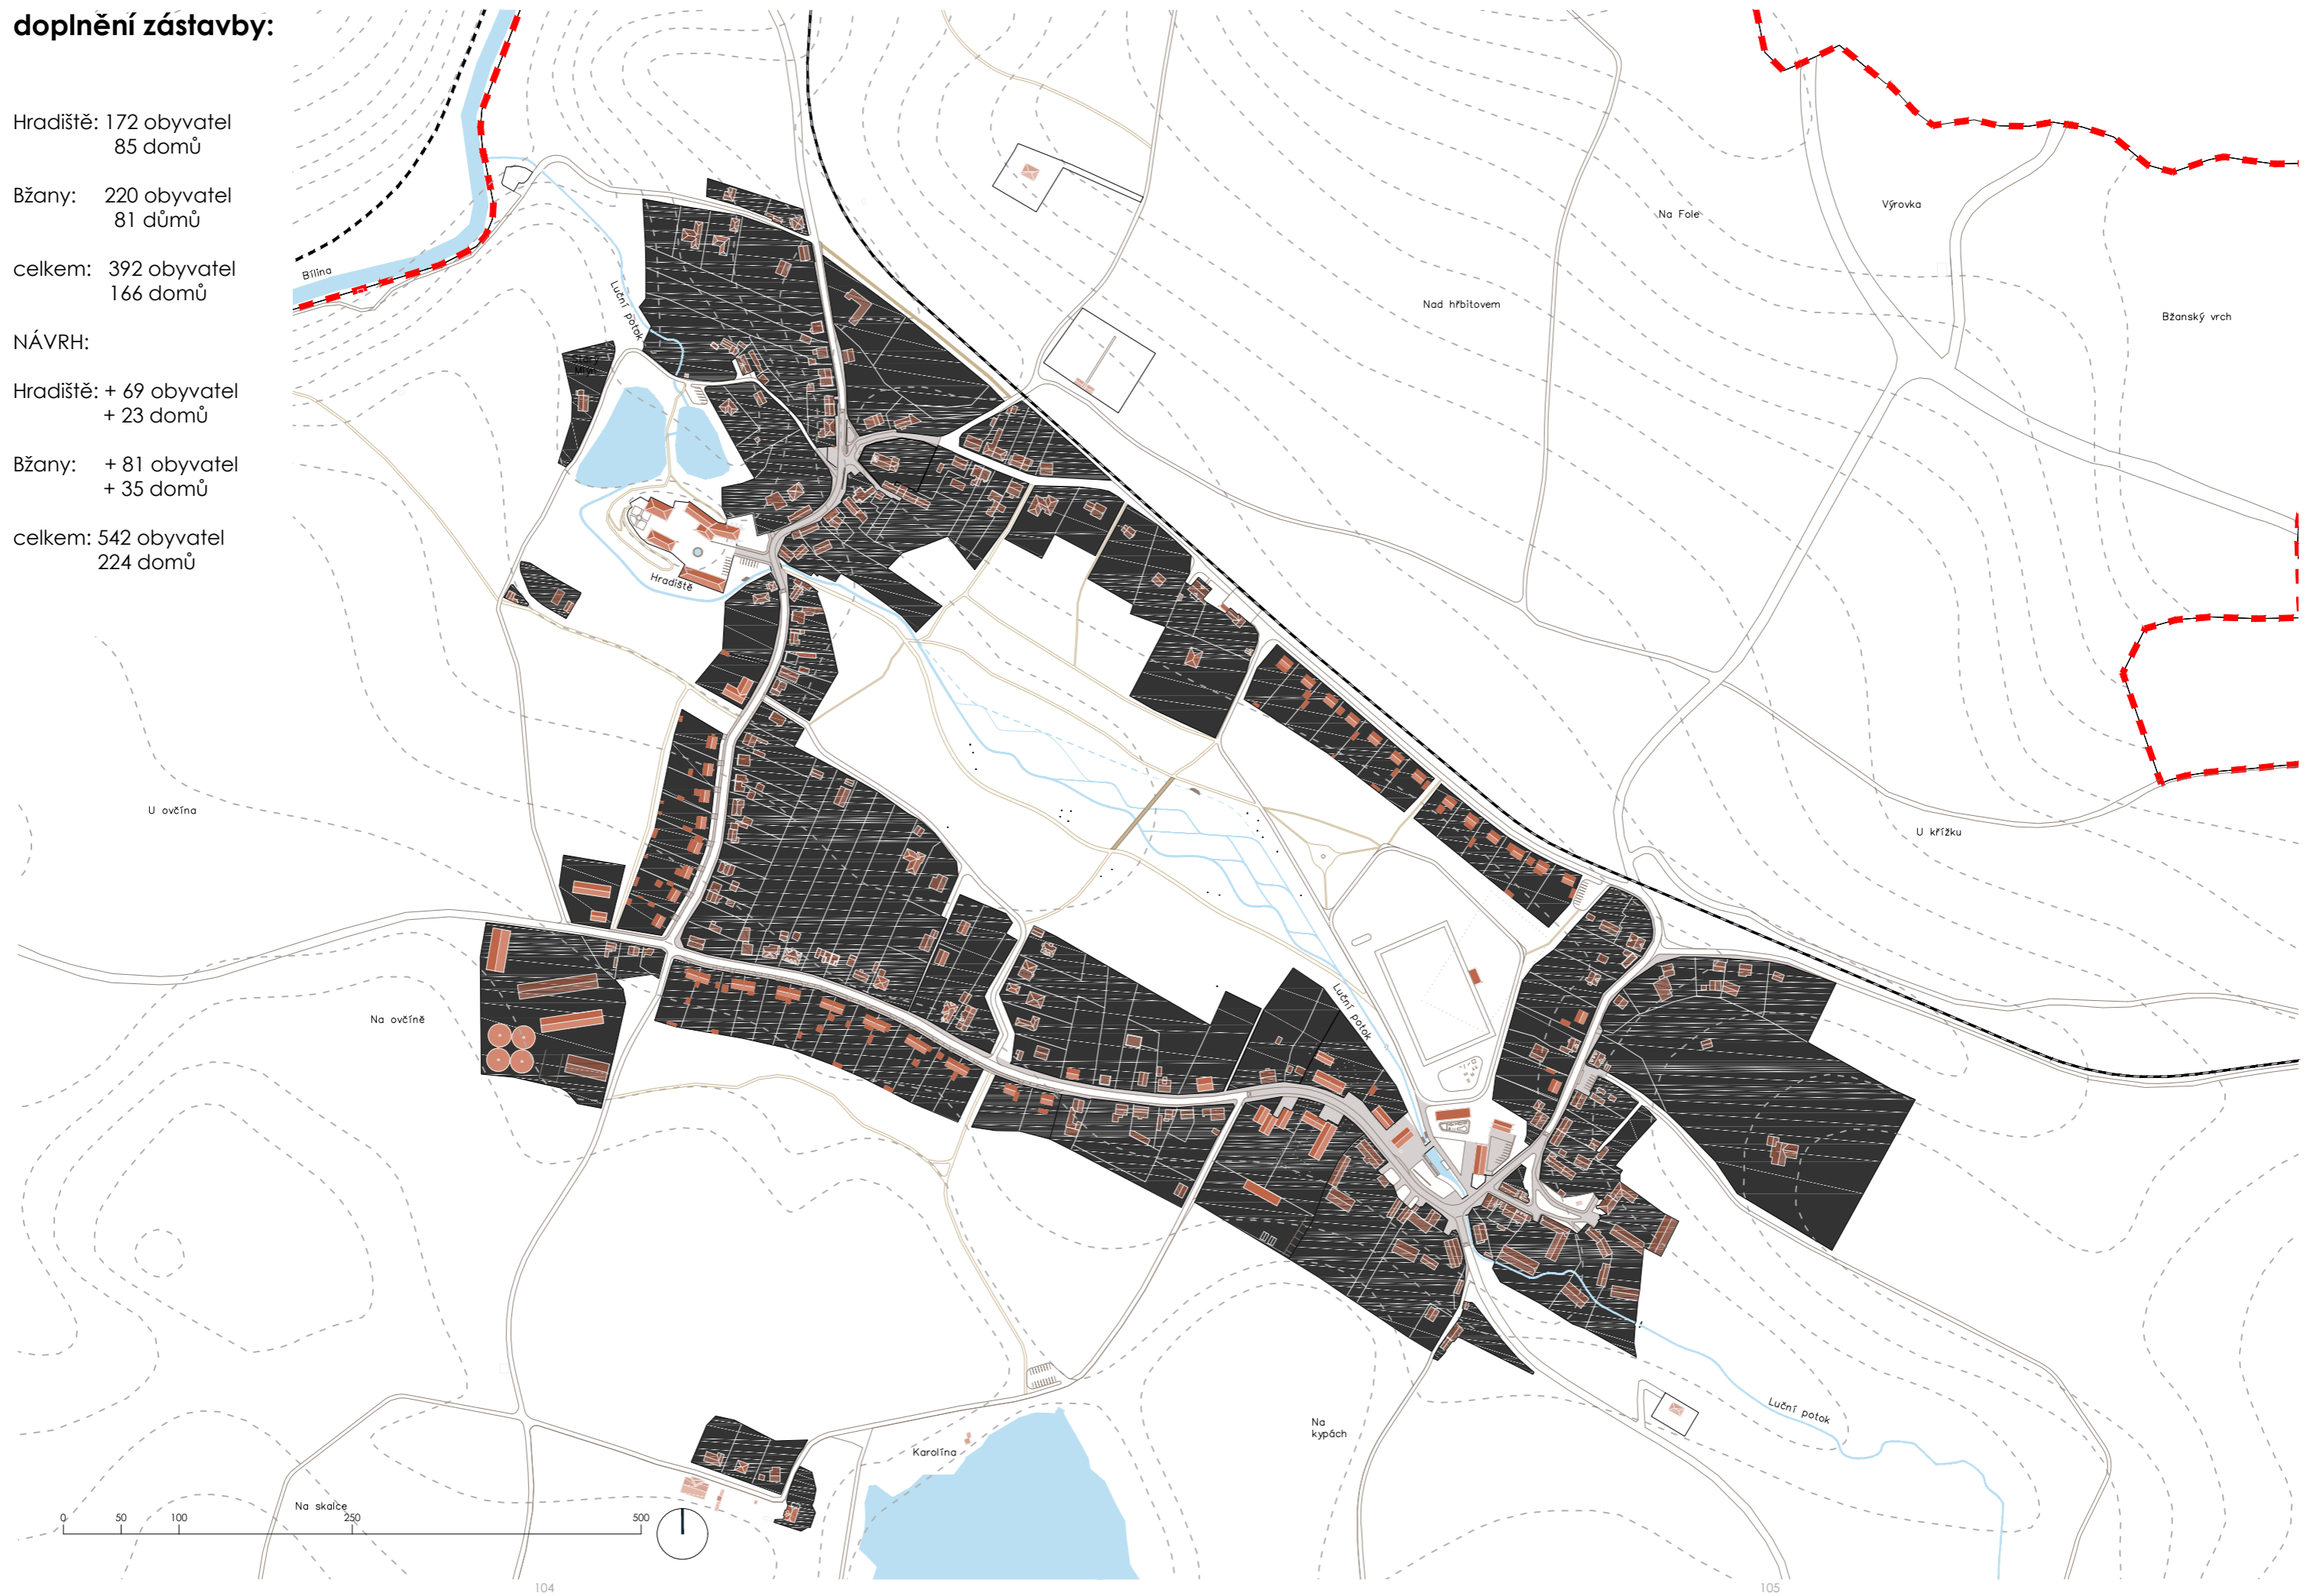 doplnění zástavby:
Hradiště: 172 obyvatel
85 domů
Bžany: 220 obyvatel
81 důmů
celkem: 392 obyvatel
166 domů
NÁVRH:
Hradiště: + 69 obyvatel
+ 23 domů
Bžany: + 81 obyvatel
+ 35 domů
celkem: 542 obyvatel
224 domů
Bílina
Luční potok
Na Fole
Výrovka
Nad hřbitovem
Bžanský vrch
Hradiště
U ovčína
U křížku
Na ovčíně
Luční potok
Luční potok
Na
kypách
Karolína
Na skalce
0 50 100 250 500
104
105